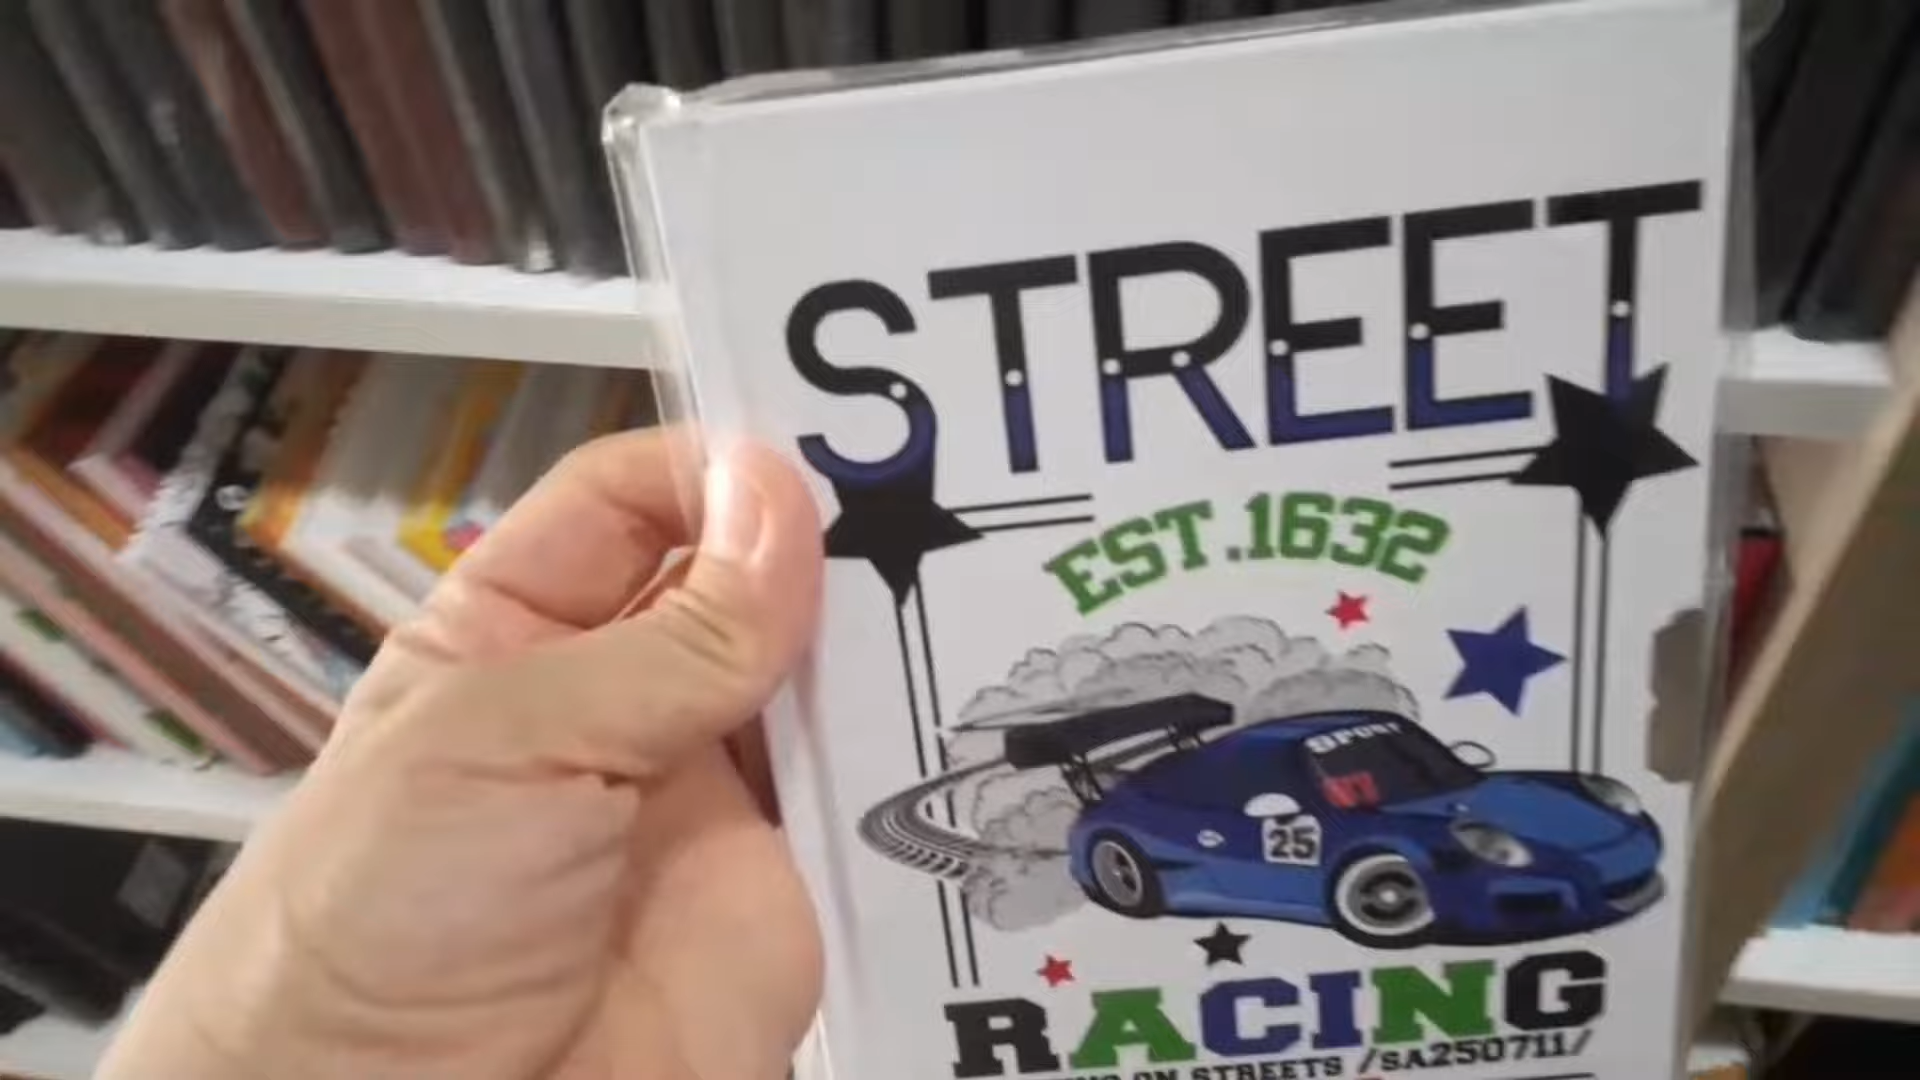 STREET
EST.1632
SPORT
25
RACING
ON STREETS /SA250711/